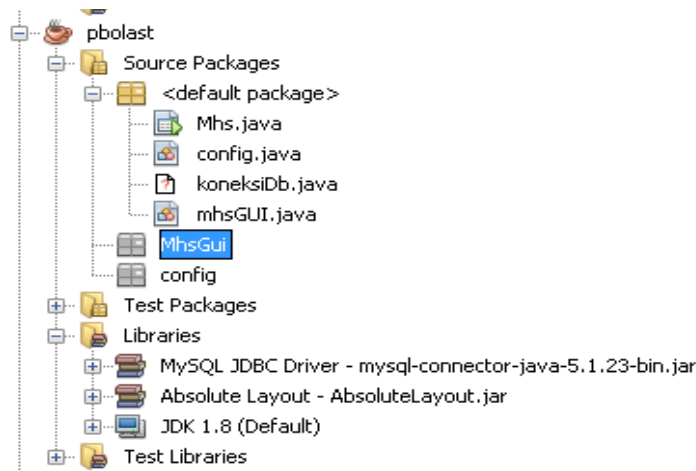 pbolast
Source Packages
<default package>
Mhs.java
config.java
koneksiDb.java
mhsGUI.java
MhsGui
config
Test Packages
Libraries
MySQL JDBC Driver - mysql-connector-java-5.1.23-bin.jar
Absolute Layout - AbsoluteLayout.jar
JDK 1.8 (Default)
Test Libraries